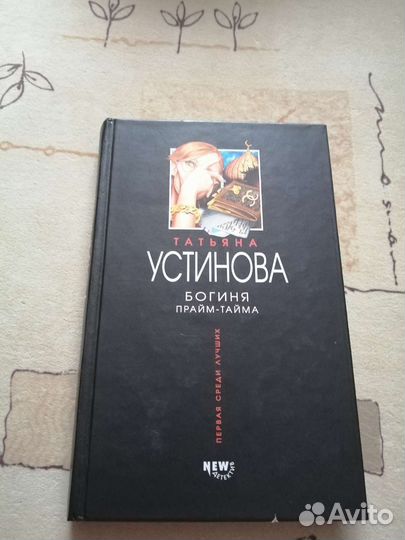 ТАТЬЯНА
УСТИНОВА
БОГИНЯ
ПРАЙМ-ТАЙМА
ПЕРВАЯ СРЕДИ ЛУЧШИХ
NEW
ДЕТЕКТИВ
Avito